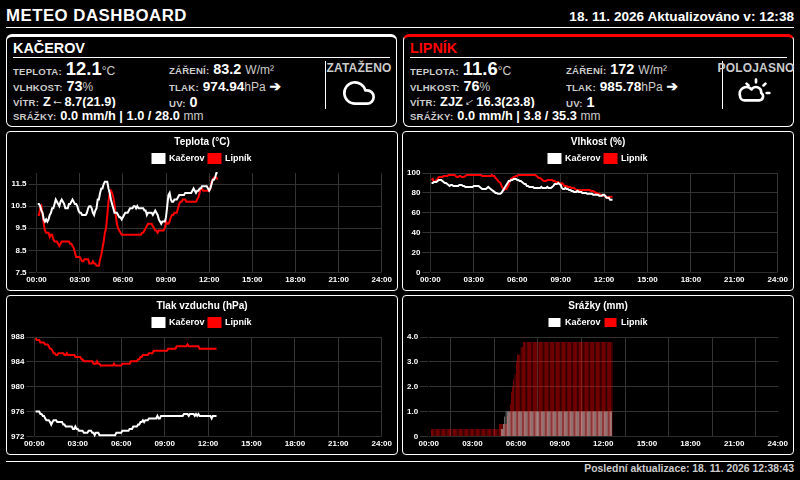 METEO DASHBOARD
18. 11. 2026 Aktualizováno v: 12:38
KAČEROV
TEPLOTA: 12.1°C
ZÁŘENÍ: 83.2 W/m²
ZATAŽENO
VLHKOST: 73%
TLAK: 974.94hPa ➔
VÍTR: Z ← 8.7(21.9)
UV: 0
SRÁŽKY: 0.0 mm/h | 1.0 / 28.0 mm
LIPNÍK
TEPLOTA: 11.6°C
ZÁŘENÍ: 172 W/m²
POLOJASNO
VLHKOST: 76%
TLAK: 985.78hPa ➔
VÍTR: ZJZ ← 16.3(23.8)
UV: 1
SRÁŽKY: 0.0 mm/h | 3.8 / 35.3 mm
Teplota (°C)
Kačerov Lipník
11.5
10.5
9.5
8.5
7.5
00:00 03:00 06:00 09:00 12:00 15:00 18:00 21:00 24:00
Vlhkost (%)
Kačerov Lipník
100
80
60
40
20
0
00:00 03:00 06:00 09:00 12:00 15:00 18:00 21:00 24:00
Tlak vzduchu (hPa)
Kačerov Lipník
988
984
980
976
972
00:00 03:00 06:00 09:00 12:00 15:00 18:00 21:00 24:00
Srážky (mm)
Kačerov Lipník
4.0
3.0
2.0
1.0
0
00:00 03:00 06:00 09:00 12:00 15:00 18:00 21:00 24:00
Poslední aktualizace: 18. 11. 2026 12:38:43